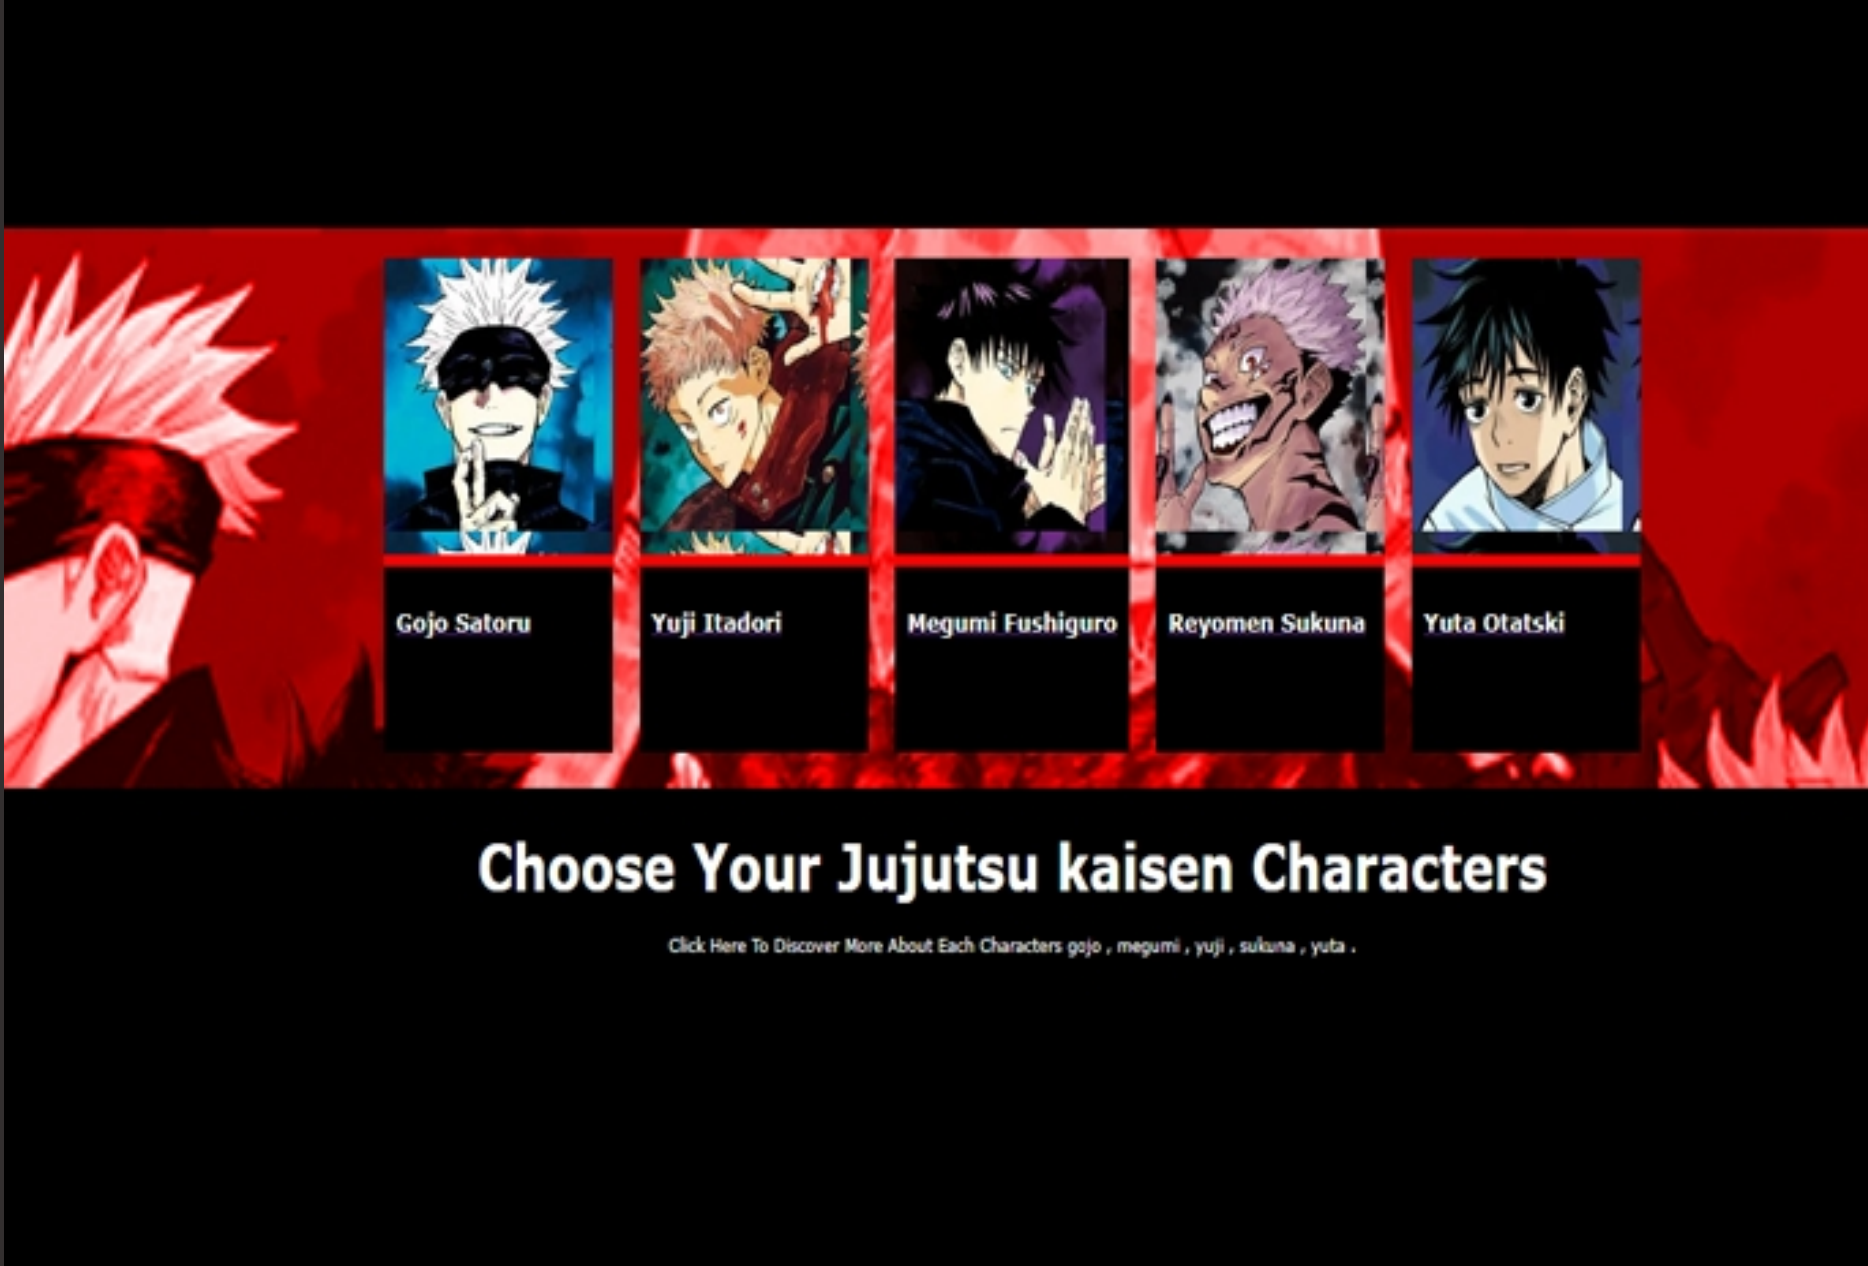 Gojo Satoru
Yuji Itadori
Megumi Fushiguro
Reyomen Sukuna
Yuta Otatski
Choose Your Jujutsu kaisen Characters
Click Here To Discover More About Each Characters gojo , megumi , yuji , sukuna , yuta .